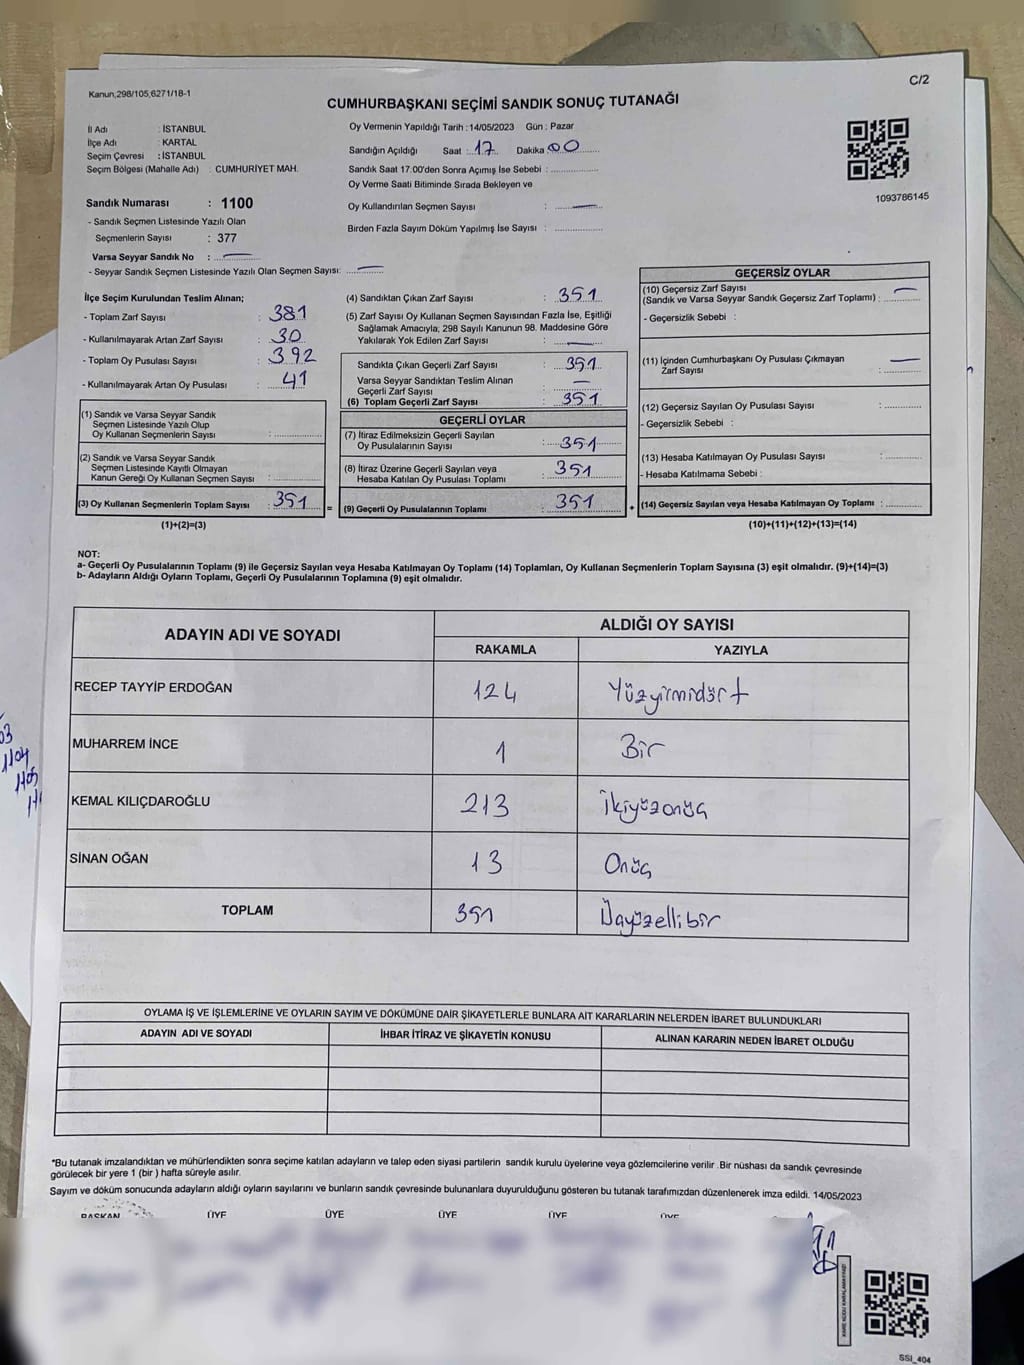 C/2
Kanun,298/105,6271/18-1
CUMHURBAŞKANI SEÇİMİ SANDIK SONUÇ TUTANAĞI
İl Adı : İSTANBUL
İlçe Adı : KARTAL
Seçim Çevresi : İSTANBUL
Seçim Bölgesi (Mahalle Adı) : CUMHURİYET MAH.
Sandık Numarası : 1100
- Sandık Seçmen Listesinde Yazılı Olan
Seçmenlerin Sayısı : 377
Varsa Seyyar Sandık No : —
- Seyyar Sandık Seçmen Listesinde Yazılı Olan Seçmen Sayısı: —
Oy Vermenin Yapıldığı Tarih :14/05/2023 Gün : Pazar
Sandığın Açıldığı Saat : 17 Dakika 00
Sandık Saat 17.00'den Sonra Açımış İse Sebebi :
Oy Verme Saati Bitiminde Sırada Bekleyen ve
Oy Kullandırılan Seçmen Sayısı : —
Birden Fazla Sayım Döküm Yapılmış İse Sayısı :
1093786145
İlçe Seçim Kurulundan Teslim Alınan;
- Toplam Zarf Sayısı : 381
- Kullanılmayarak Artan Zarf Sayısı : 30
- Toplam Oy Pusulası Sayısı : 392
- Kullanılmayarak Artan Oy Pusulası : 41
(1) Sandık ve Varsa Seyyar Sandık
Seçmen Listesinde Yazılı Olup
Oy Kullanan Seçmenlerin Sayısı :
(2) Sandık ve Varsa Seyyar Sandık
Seçmen Listesinde Kayıtlı Olmayan
Kanun Gereği Oy Kullanan Seçmen Sayısı :
(3) Oy Kullanan Seçmenlerin Toplam Sayısı : 351 =
(1)+(2)=(3)
(4) Sandıktan Çıkan Zarf Sayısı : 351
(5) Zarf Sayısı Oy Kullanan Seçmen Sayısından Fazla İse, Eşitliği
Sağlamak Amacıyla, 298 Sayılı Kanunun 98. Maddesine Göre
Yakılarak Yok Edilen Zarf Sayısı : —
Sandıkta Çıkan Geçerli Zarf Sayısı : 351
Varsa Seyyar Sandıktan Teslim Alınan
Geçerli Zarf Sayısı : —
(6) Toplam Geçerli Zarf Sayısı : 351
GEÇERLİ OYLAR
(7) İtiraz Edilmeksizin Geçerli Sayılan
Oy Pusulalarının Sayısı : 351
(8) İtiraz Üzerine Geçerli Sayılan veya
Hesaba Katılan Oy Pusulası Toplamı : 351
(9) Geçerli Oy Pusulalarının Toplamı : 351 +
GEÇERSİZ OYLAR
(10) Geçersiz Zarf Sayısı
(Sandık ve Varsa Seyyar Sandık Geçersiz Zarf Toplamı) : —
- Geçersizlik Sebebi :
(11) İçinden Cumhurbaşkanı Oy Pusulası Çıkmayan
Zarf Sayısı : —
(12) Geçersiz Sayılan Oy Pusulası Sayısı :
- Geçersizlik Sebebi :
(13) Hesaba Katılmayan Oy Pusulası Sayısı :
- Hesaba Katılmama Sebebi :
(14) Geçersiz Sayılan veya Hesaba Katılmayan Oy Toplamı :
(10)+(11)+(12)+(13)=(14)
NOT:
a- Geçerli Oy Pusulalarının Toplamı (9) ile Geçersiz Sayılan veya Hesaba Katılmayan Oy Toplamı (14) Toplamları, Oy Kullanan Seçmenlerin Toplam Sayısına (3) eşit olmalıdır. (9)+(14)=(3)
b- Adayların Aldığı Oyların Toplamı, Geçerli Oy Pusulalarının Toplamına (9) eşit olmalıdır.
ADAYIN ADI VE SOYADI
ALDIĞI OY SAYISI
RAKAMLA YAZIYLA
RECEP TAYYİP ERDOĞAN 124 Yüzyirmidört
MUHARREM İNCE 1 Bir
KEMAL KILIÇDAROĞLU 213 İkiyüzonüç
SİNAN OĞAN 13 Onüç
TOPLAM 351 Üçyüzellibir
1104
1105
OYLAMA İŞ VE İŞLEMLERİNE VE OYLARIN SAYIM VE DÖKÜMÜNE DAİR ŞİKAYETLERLE BUNLARA AİT KARARLARIN NELERDEN İBARET BULUNDUKLARI
ADAYIN ADI VE SOYADI İHBAR İTİRAZ VE ŞİKAYETİN KONUSU ALINAN KARARIN NEDEN İBARET OLDUĞU
*Bu tutanak imzalandıktan ve mühürlendikten sonra seçime katılan adayların ve talep eden siyasi partilerin sandık kurulu üyelerine veya gözlemcilerine verilir .Bir nüshası da sandık çevresinde
görülecek bir yere 1 (bir ) hafta süreyle asılır.
Sayım ve döküm sonucunda adayların aldığı oyların sayılarını ve bunların sandık çevresinde bulunanlara duyurulduğunu gösteren bu tutanak tarafımızdan düzenlenerek imza edildi. 14/05/2023
BAŞKAN ÜYE ÜYE ÜYE ÜYE ÜYE
SSI_404